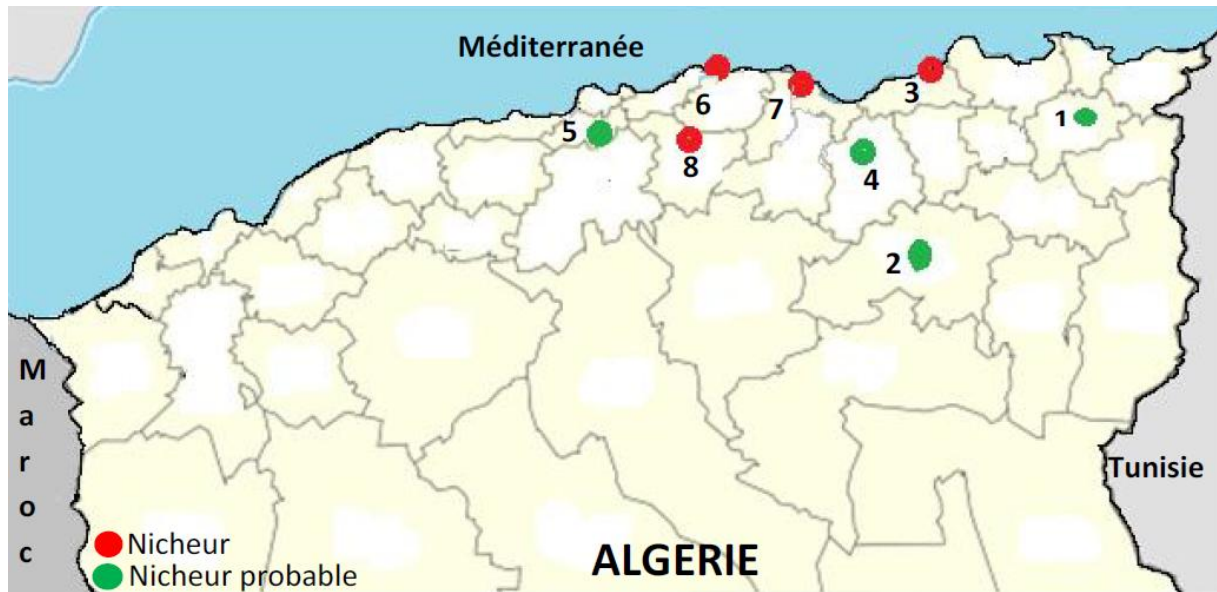 Méditerranée
3
7
6
1
5
8
4
2
M
a
r
o
c
Tunisie
Nicheur
Nicheur probable
ALGERIE